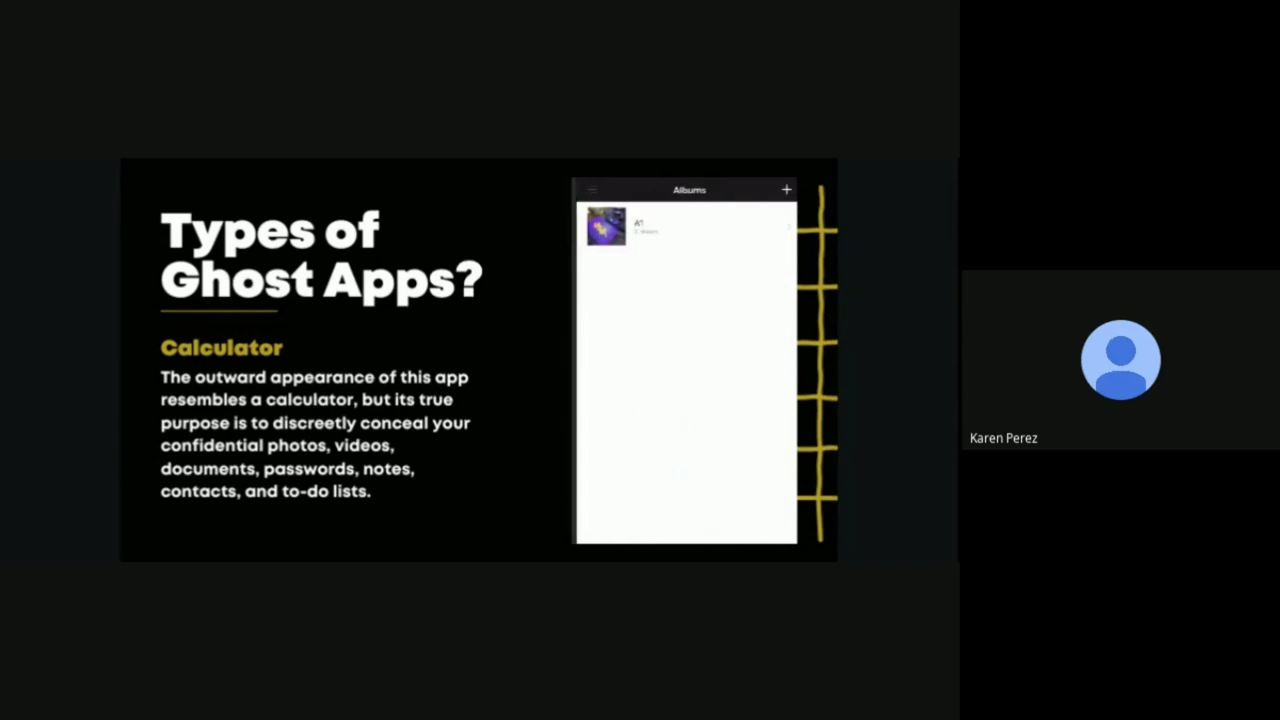 Types of
Ghost Apps?
Calculator
The outward appearance of this app
resembles a calculator, but its true
purpose is to discreetly conceal your
confidential photos, videos,
documents, passwords, notes,
contacts, and to-do lists.
Albums
Karen Perez